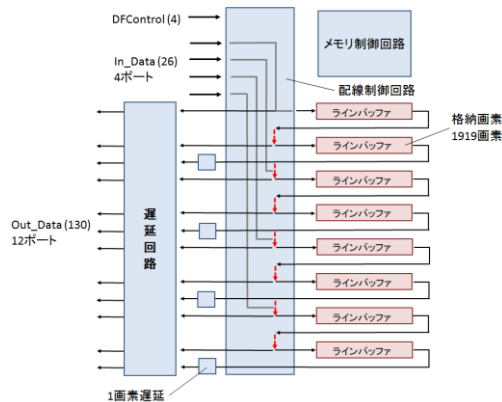 DFControl (4)
In_Data (26)
4ポート
メモリ制御回路
配線制御回路
ラインバッファ
格納画素
1919画素
ラインバッファ
ラインバッファ
ラインバッファ
ラインバッファ
ラインバッファ
ラインバッファ
ラインバッファ
Out_Data (130)
12ポート
遅延回路
1画素遅延